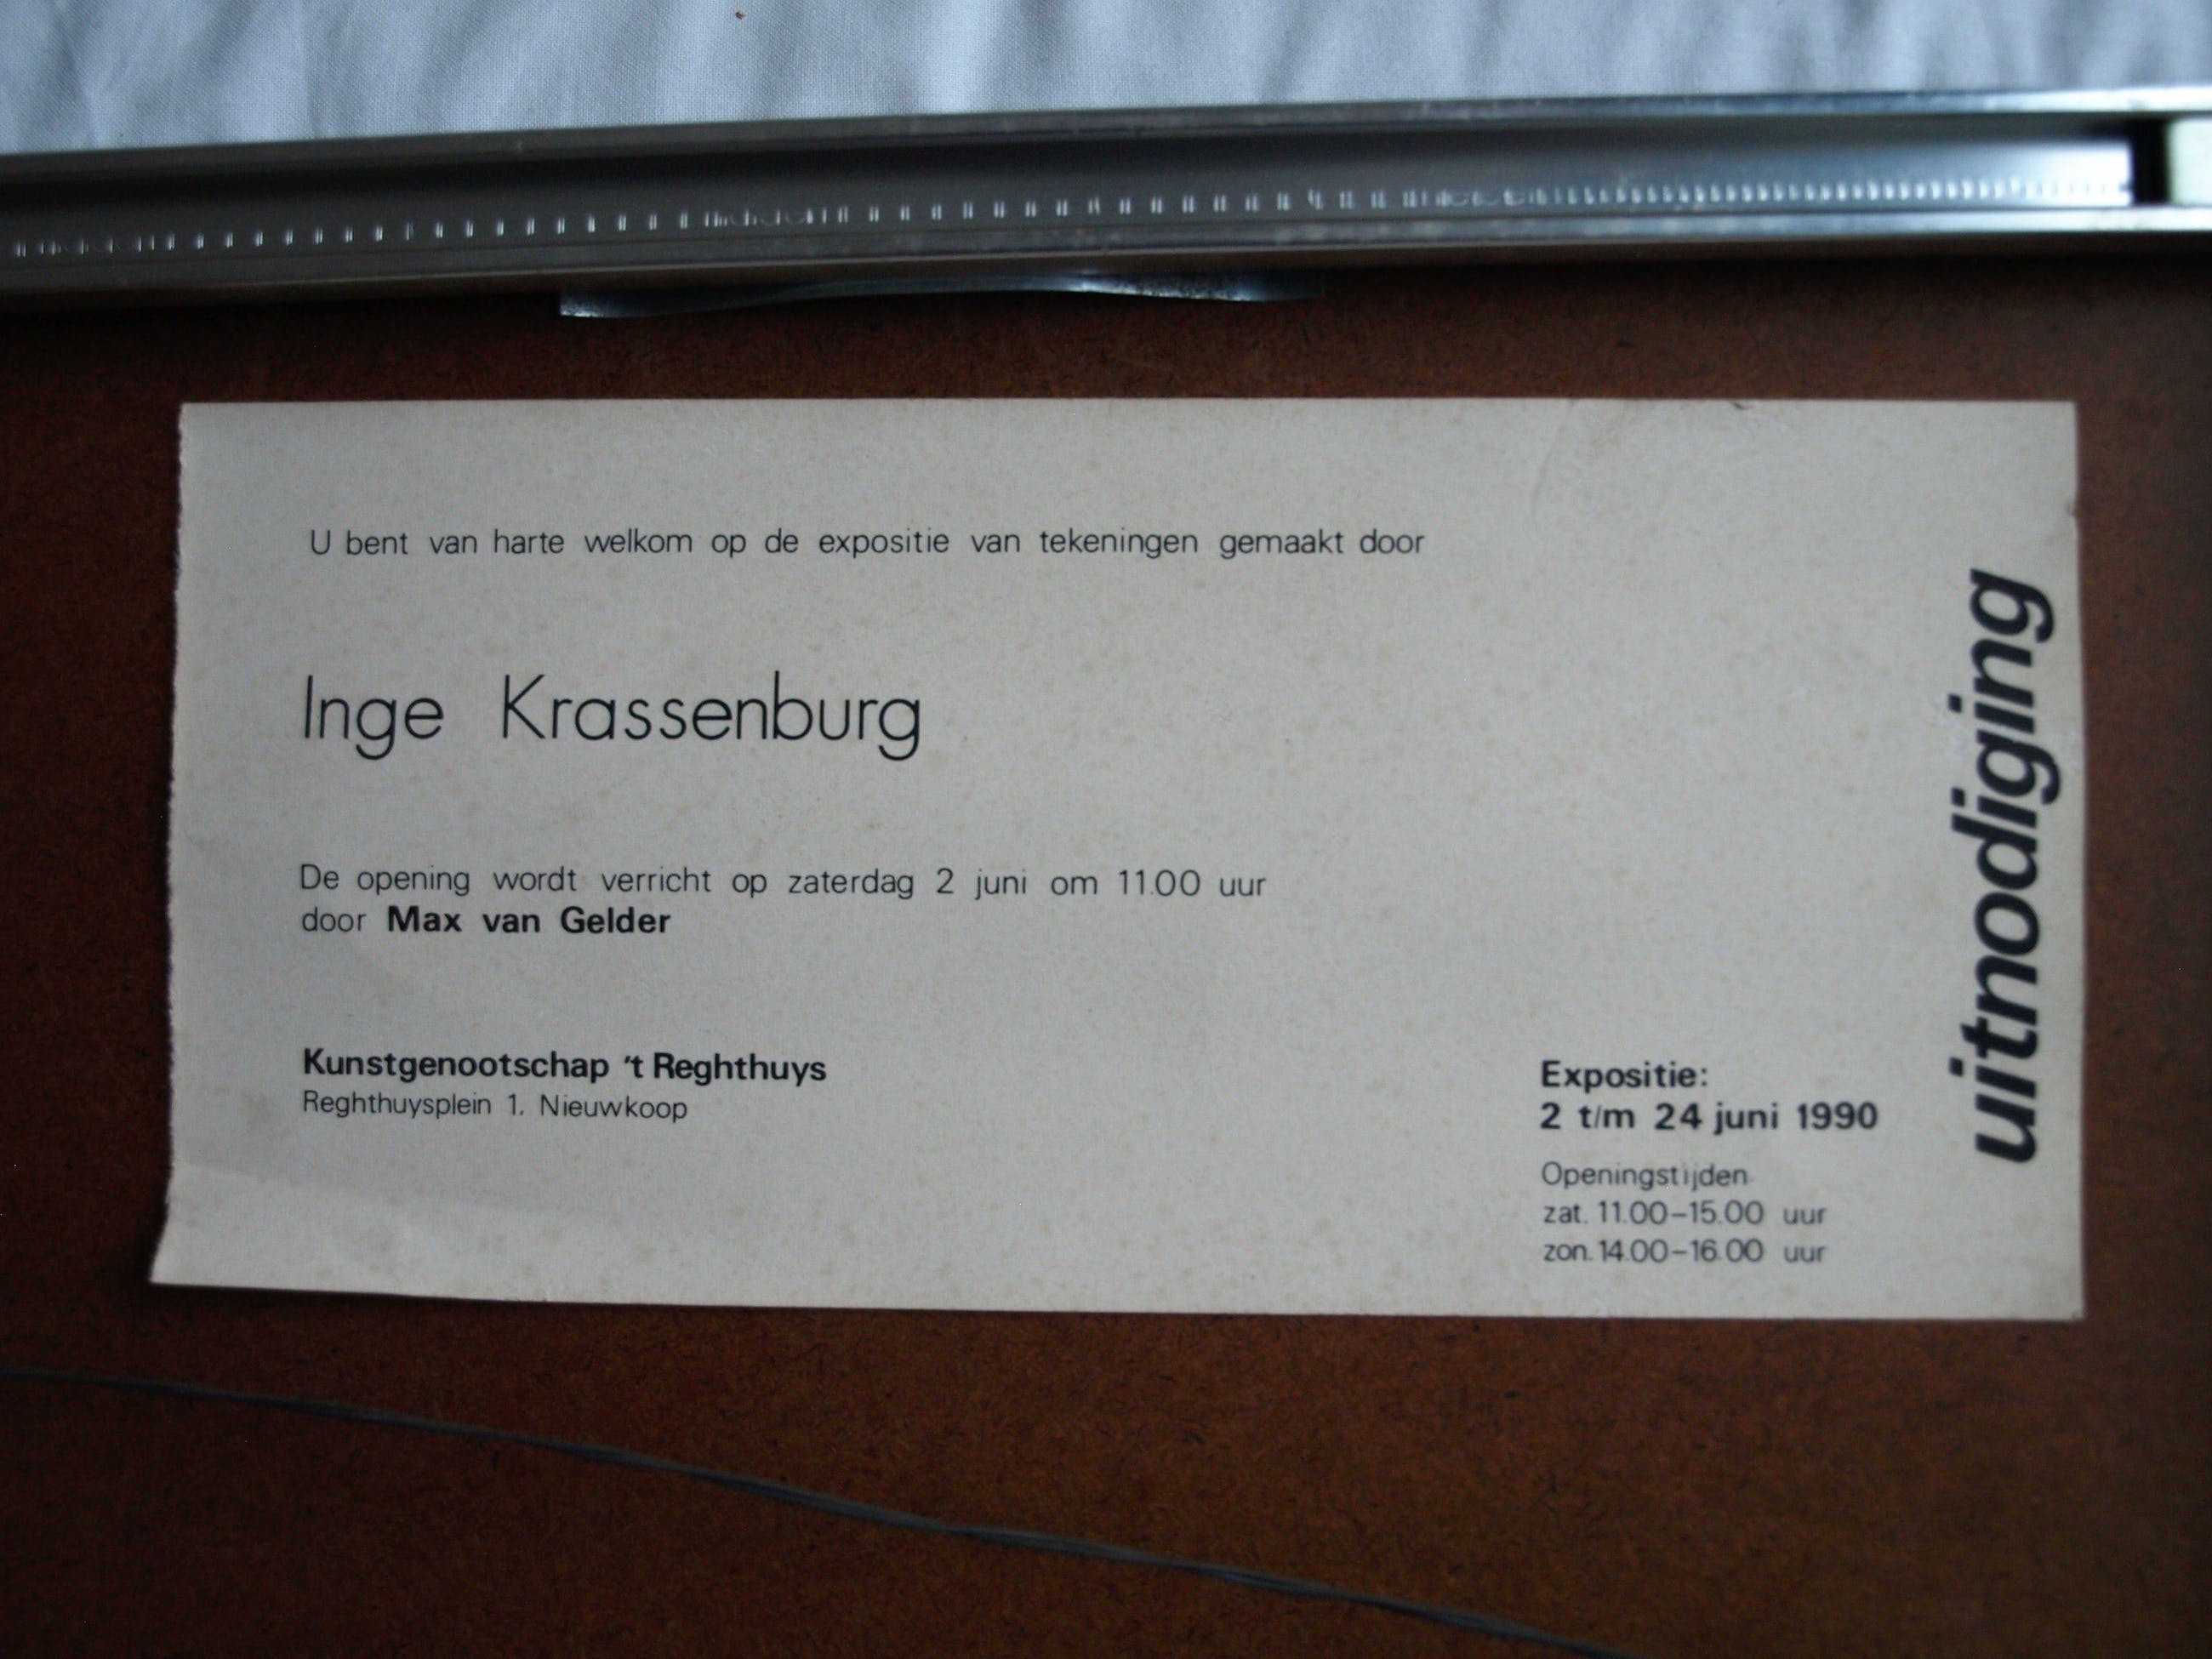 U bent van harte welkom op de expositie van tekeningen gemaakt door
Inge Krassenburg
De opening wordt verricht op zaterdag 2 juni om 11.00 uur
door Max van Gelder
Kunstgenootschap 't Reghthuys
Reghthuysplein 1. Nieuwkoop
Expositie:
2 t/m 24 juni 1990
Openingstijden
zat. 11.00-15.00 uur
zon. 14.00-16.00 uur
uitnodiging